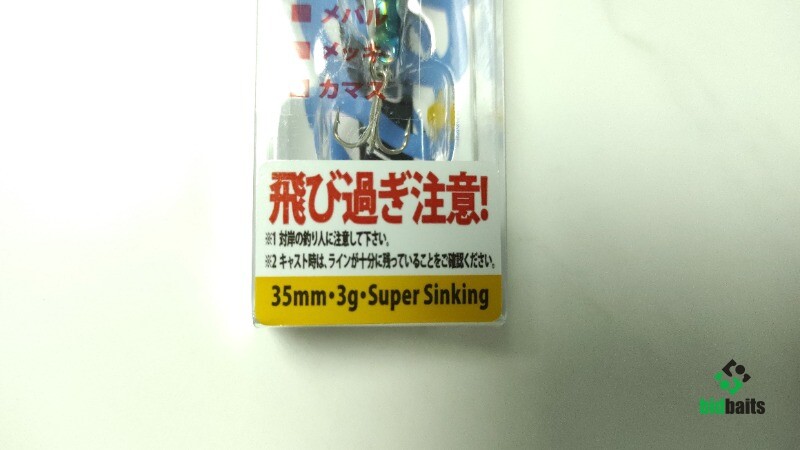 メバル
メッキ
カマス
飛び過ぎ注意!
※1 対岸の釣り人に注意して下さい。
※2 キャスト時は、ラインが十分に残っていることをご確認ください。
35mm・3g・Super Sinking
bidbaits